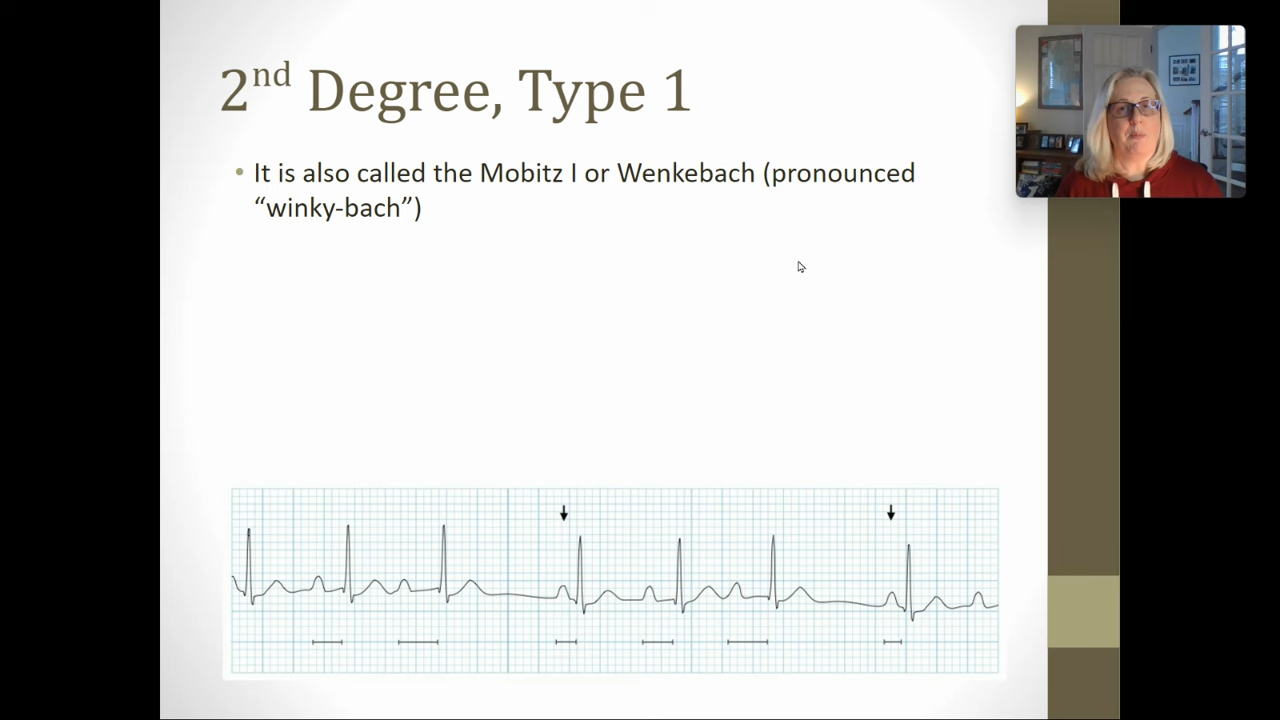 2nd Degree, Type 1
• It is also called the Mobitz I or Wenkebach (pronounced
“winky-bach”)